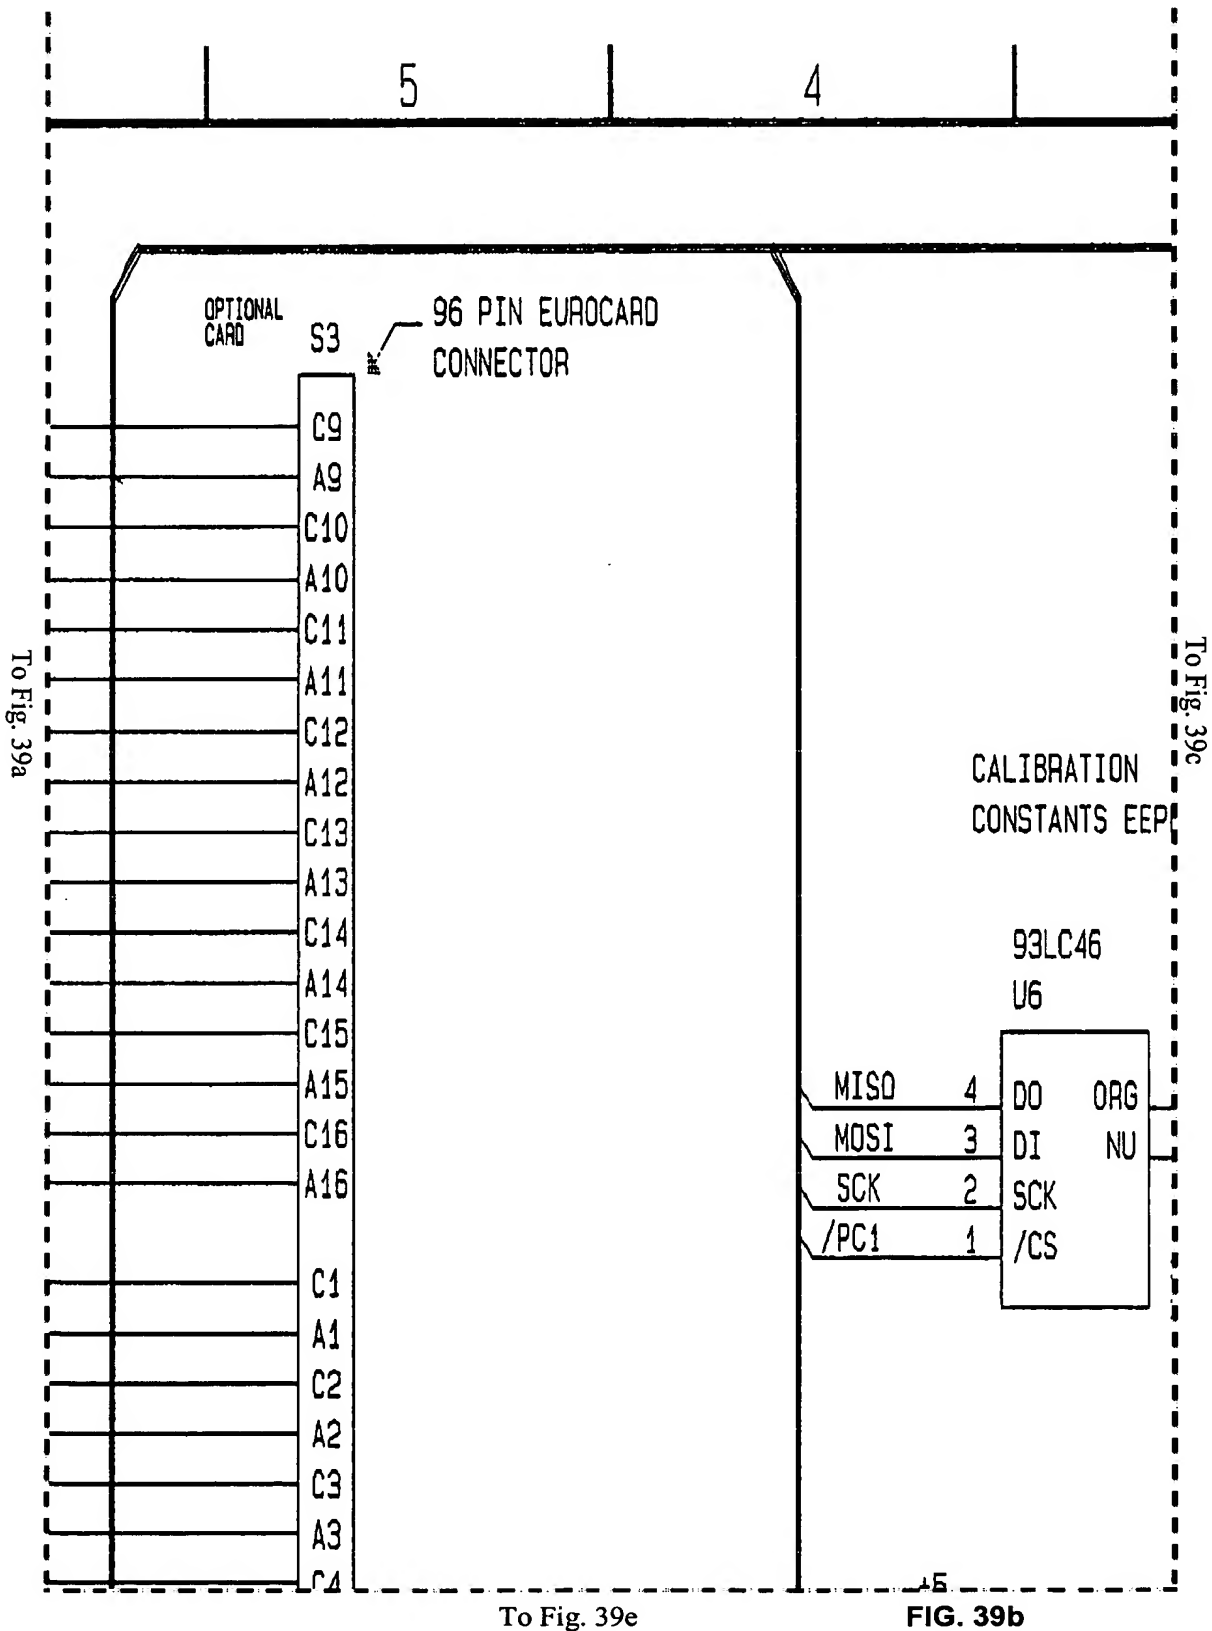 5
4
OPTIONAL
CARD
S3
96 PIN EUROCARD
CONNECTOR
C9
A9
C10
A10
C11
A11
C12
A12
C13
A13
C14
A14
C15
A15
C16
A16
C1
A1
C2
A2
C3
A3
C4
To Fig. 39a
To Fig. 39c
CALIBRATION
CONSTANTS EEP
93LC46
U6
MISO 4 DO ORG
MOSI 3 DI NU
SCK 2 SCK
/PC1 1 /CS
To Fig. 39e
FIG. 39b